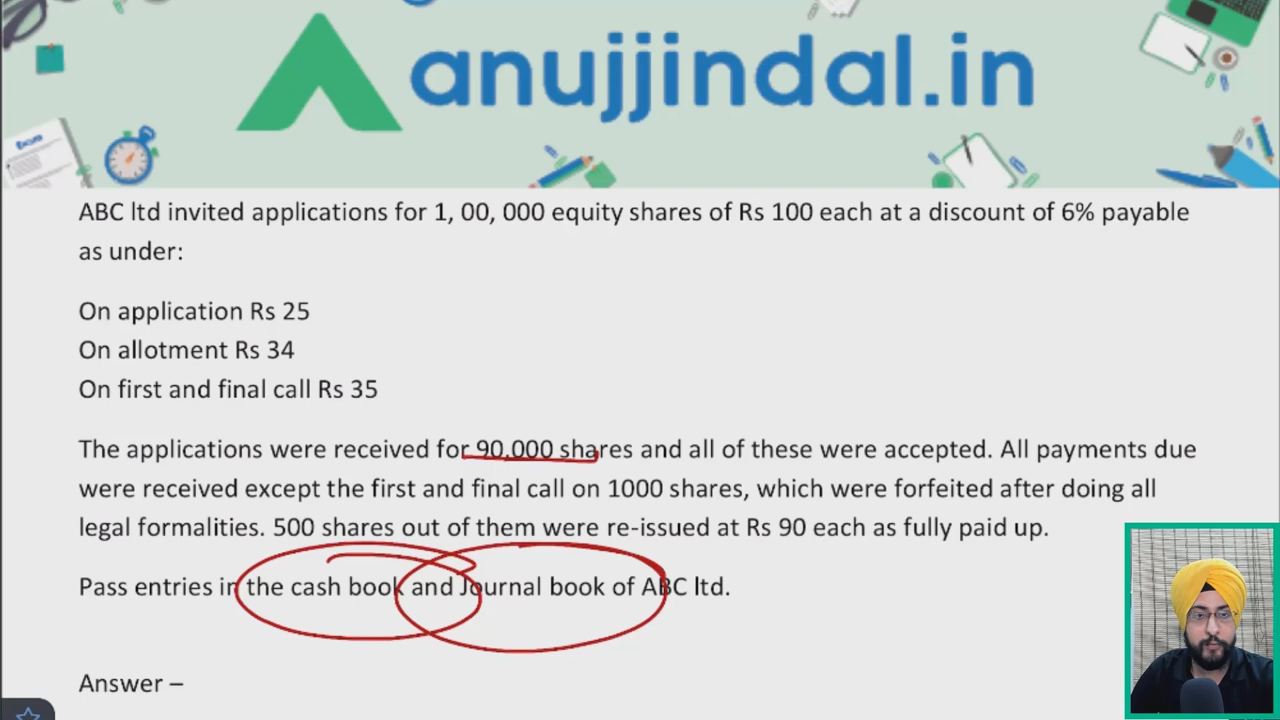 anujjindal.in
ABC ltd invited applications for 1, 00, 000 equity shares of Rs 100 each at a discount of 6% payable
as under:
On application Rs 25
On allotment Rs 34
On first and final call Rs 35
The applications were received for 90,000 shares and all of these were accepted. All payments due
were received except the first and final call on 1000 shares, which were forfeited after doing all
legal formalities. 500 shares out of them were re-issued at Rs 90 each as fully paid up.
Pass entries in the cash book and Journal book of ABC ltd.
Answer –